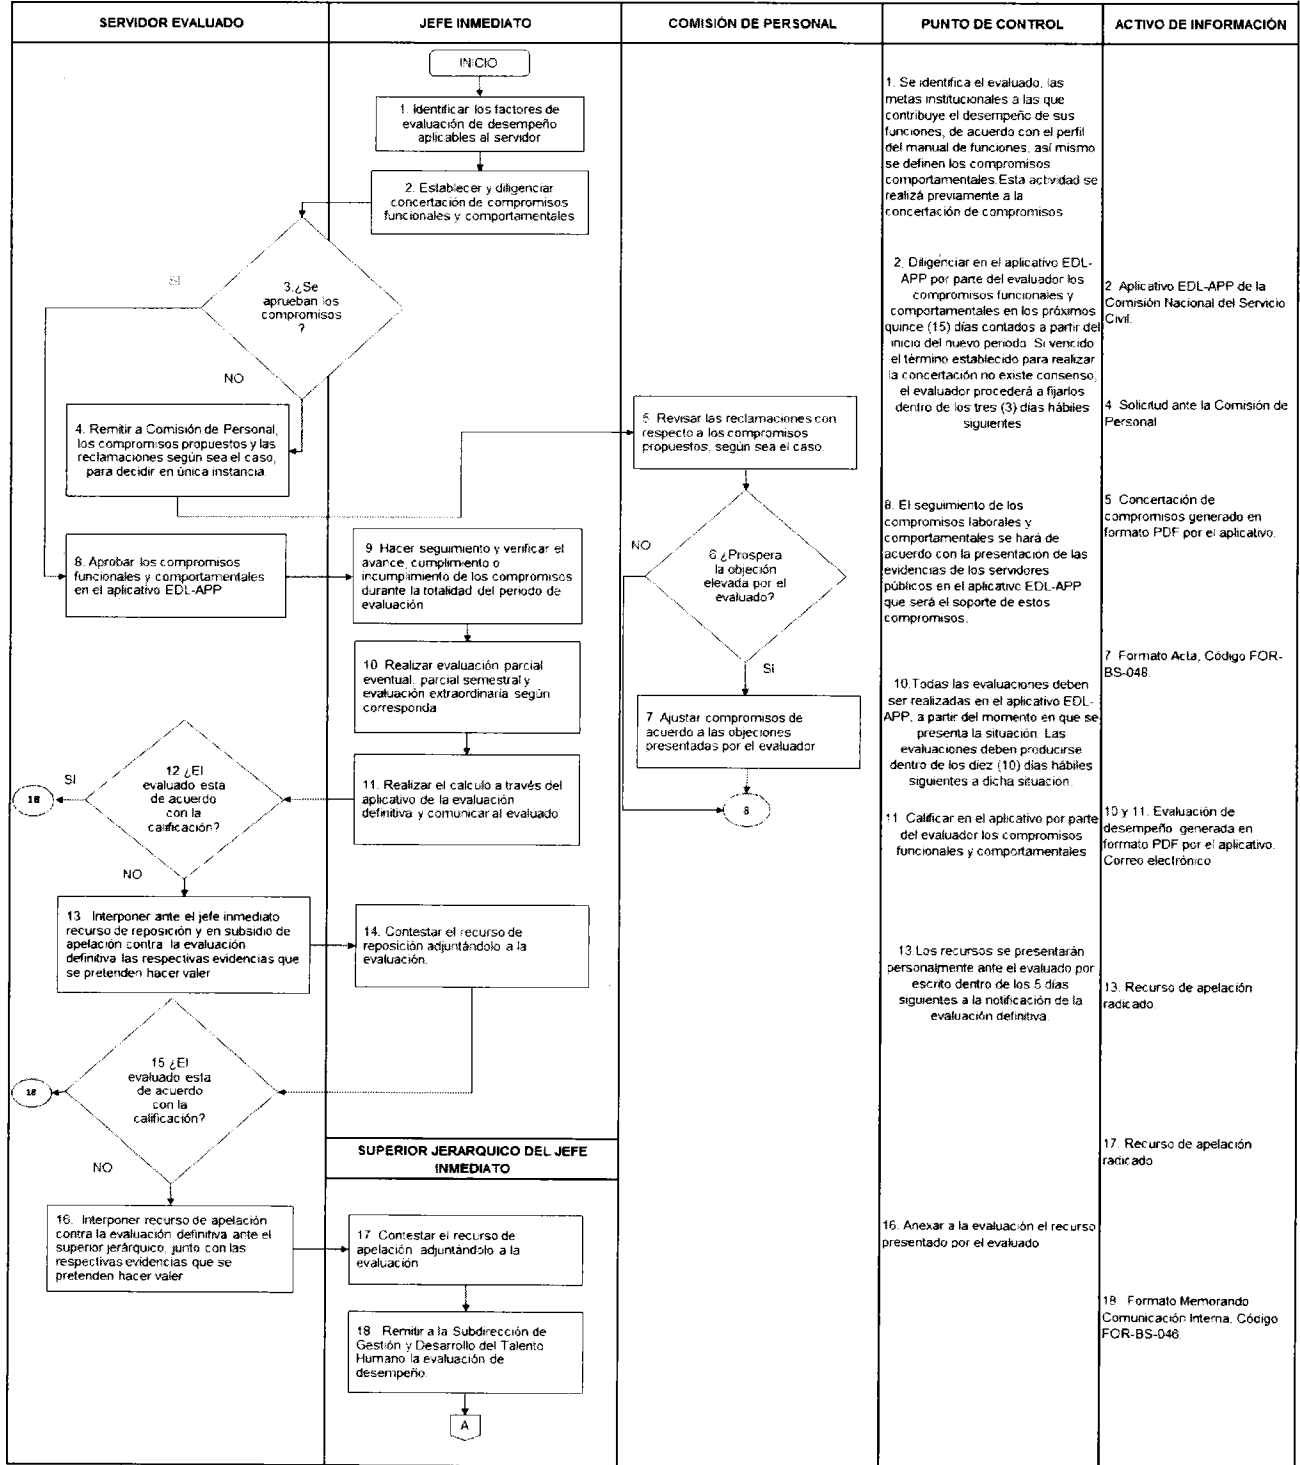 SERVIDOR EVALUADO
JEFE INMEDIATO
COMISIÓN DE PERSONAL
PUNTO DE CONTROL
ACTIVO DE INFORMACIÓN
INICIO
1. Identificar los factores de
evaluación de desempeño
aplicables al servidor
2. Establecer y diligenciar
concertación de compromisos
funcionales y comportamentales
3.¿Se
aprueban los
compromisos
?
SI
NO
4. Remitir a Comisión de Personal,
los compromisos propuestos y las
reclamaciones según sea el caso,
para decidir en única instancia.
5 Revisar las reclamaciones con
respecto a los compromisos
propuestos, según sea el caso.
6 ¿Prospera
la objeción
elevada por el
evaluado?
NO
SI
7 Ajustar compromisos de
acuerdo a las objeciones
presentadas por el evaluador
8
8. Aprobar los compromisos
funcionales y comportamentales
en el aplicativo EDL-APP
9 Hacer seguimiento y verificar el
avance, cumplimiento o
incumplimiento de los compromisos
durante la totalidad del periodo de
evaluación
10 Realizar evaluación parcial
eventual, parcial semestral y
evaluación extraordinaria según
corresponda
11. Realizar el calculo a través del
aplicativo de la evaluación
definitiva y comunicar al evaluado
12 ¿El
evaluado esta
de acuerdo
con la
calificación?
SI
18
NO
13 Interponer ante el jefe inmediato
recurso de reposición y en subsidio de
apelación contra la evaluación
definitiva las respectivas evidencias que
se pretenden hacer valer
14. Contestar el recurso de
reposición adjuntándolo a la
evaluación.
15 ¿El
evaluado esta
de acuerdo
con la
calificación?
18
NO
SUPERIOR JERARQUICO DEL JEFE
INMEDIATO
16. Interponer recurso de apelación
contra la evaluación definitiva ante el
superior jerárquico, junto con las
respectivas evidencias que se
pretenden hacer valer
17 Contestar el recurso de
apelación adjuntándolo a la
evaluación
18 Remitir a la Subdirección de
Gestión y Desarrollo del Talento
Humano la evaluación de
desempeño.
A
1. Se identifica el evaluado, las
metas institucionales a las que
contribuye el desempeño de sus
funciones, de acuerdo con el perfil
del manual de funciones, así mismo
se definen los compromisos
comportamentales.Esta actividad se
realizá previamente a la
concertación de compromisos
2. Diligenciar en el aplicativo EDL-
APP por parte del evaluador los
compromisos funcionales y
comportamentales en los próximos
quince (15) días contados a partir del
inicio del nuevo periodo. Si vencido
el término establecido para realizar
la concertación no existe consenso,
el evaluador procederá a fijarlos
dentro de los tres (3) días hábiles
siguientes
8. El seguimiento de los
compromisos laborales y
comportamentales se hará de
acuerdo con la presentación de las
evidencias de los servidores
públicos en el aplicativo EDL-APP
que será el soporte de estos
compromisos.
10.Todas las evaluaciones deben
ser realizadas en el aplicativo EDL-
APP, a partir del momento en que se
presenta la situación. Las
evaluaciones deben producirse
dentro de los diez (10) días hábiles
siguientes a dicha situación.
11 Calificar en el aplicativo por parte
del evaluador los compromisos
funcionales y comportamentales
13.Los recursos se presentarán
personalmente ante el evaluado por
escrito dentro de los 5 días
siguientes a la notificación de la
evaluación definitiva.
16. Anexar a la evaluación el recurso
presentado por el evaluado
2 Aplicativo EDL-APP de la
Comisión Nacional del Servicio
Civil.
4 Solicitud ante la Comisión de
Personal
5 Concertación de
compromisos generado en
formato PDF por el aplicativo.
7 Formato Acta, Código FOR-
BS-048.
10 y 11. Evaluación de
desempeño generada en
formato PDF por el aplicativo.
Correo electrónico
13. Recurso de apelación
radicado.
17. Recurso de apelación
radicado
18 Formato Memorando
Comunicación Interna. Código
FOR-BS-046.